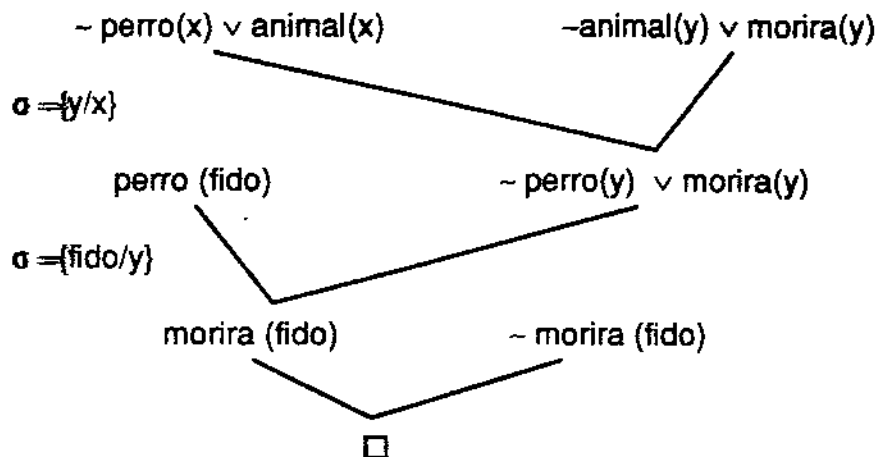 ~ perro(x) ∨ animal(x) ~animal(y) ∨ morira(y)
σ ={y/x}
perro (fido) ~ perro(y) ∨ morira(y)
σ ={fido/y}
morira (fido) ~ morira (fido)